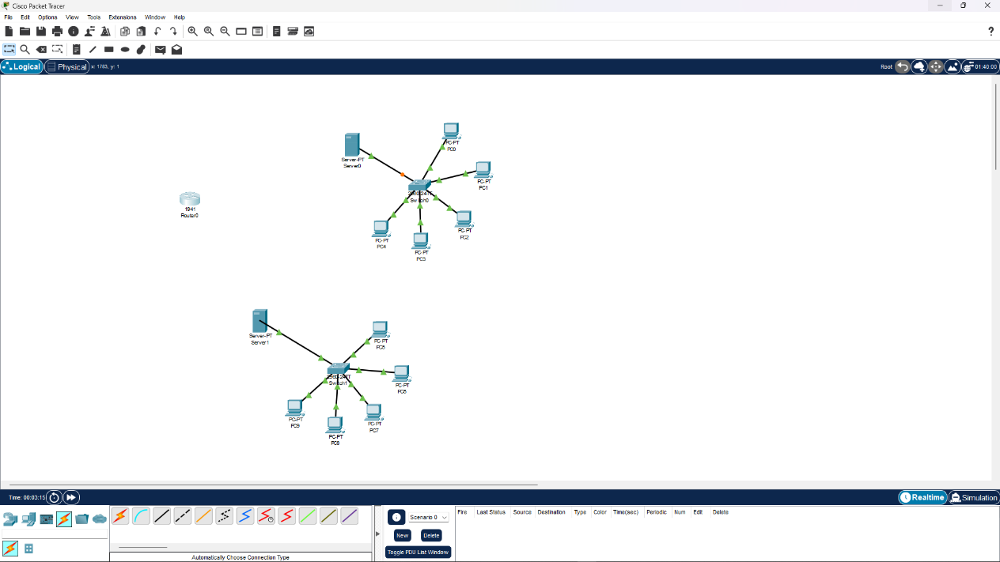 Cisco Packet Tracer
File Edit Options View Tools Extensions Window Help
?
Logical Physical x: 1783, y: 1 Root 01:40:00
PC-PT
PC0
Server-PT
Server0
PC-PT
PC1
2960-24TT
Switch0
1941
Router0
PC-PT
PC2
PC-PT
PC4
PC-PT
PC3
Server-PT
Server1
PC-PT
PC5
2960-24TT
Switch1
PC-PT
PC6
PC-PT
PC9
PC-PT
PC7
PC-PT
PC8
Time: 00:03:15 Realtime Simulation
Scenario 0
Fire Last Status Source Destination Type Color Time(sec) Periodic Num Edit Delete
New Delete
Toggle PDU List Window
Automatically Choose Connection Type